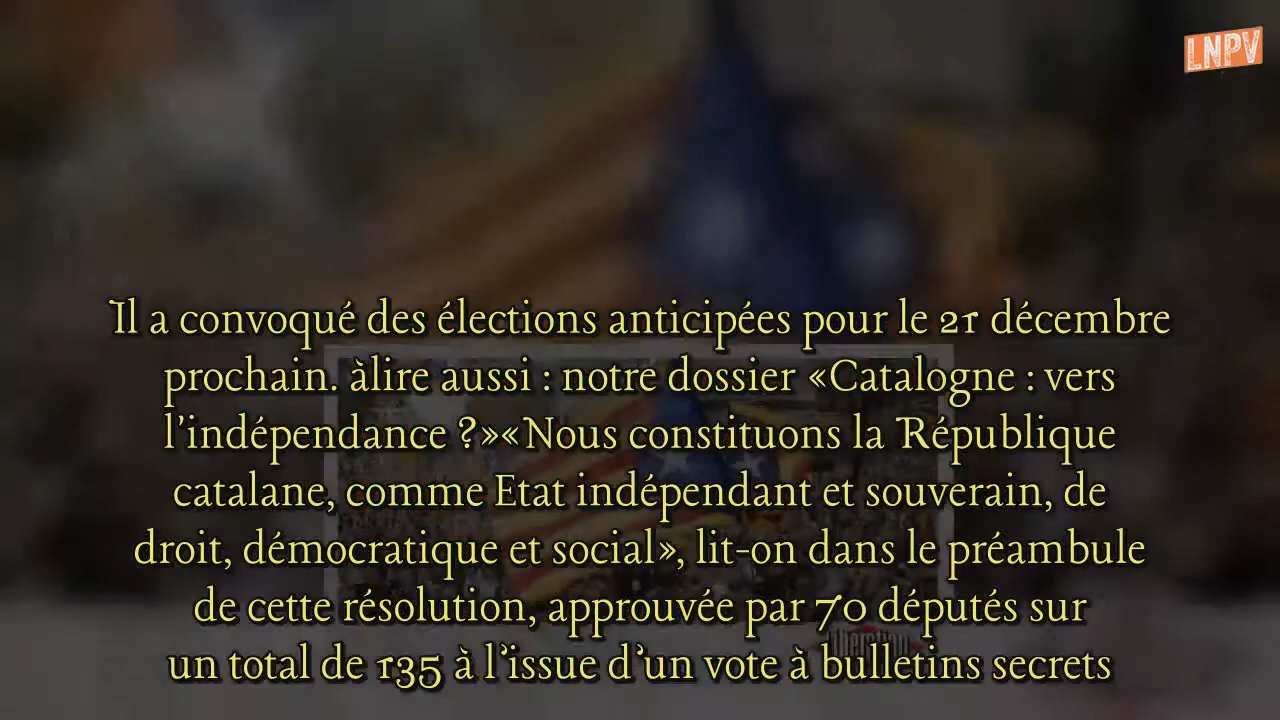 LNPV
Il a convoqué des élections anticipées pour le 21 décembre
prochain. àlire aussi : notre dossier «Catalogne : vers
l'indépendance ?»«Nous constituons la République
catalane, comme Etat indépendant et souverain, de
droit, démocratique et social», lit-on dans le préambule
de cette résolution, approuvée par 70 députés sur
un total de 135 à l’issue d’un vote à bulletins secrets